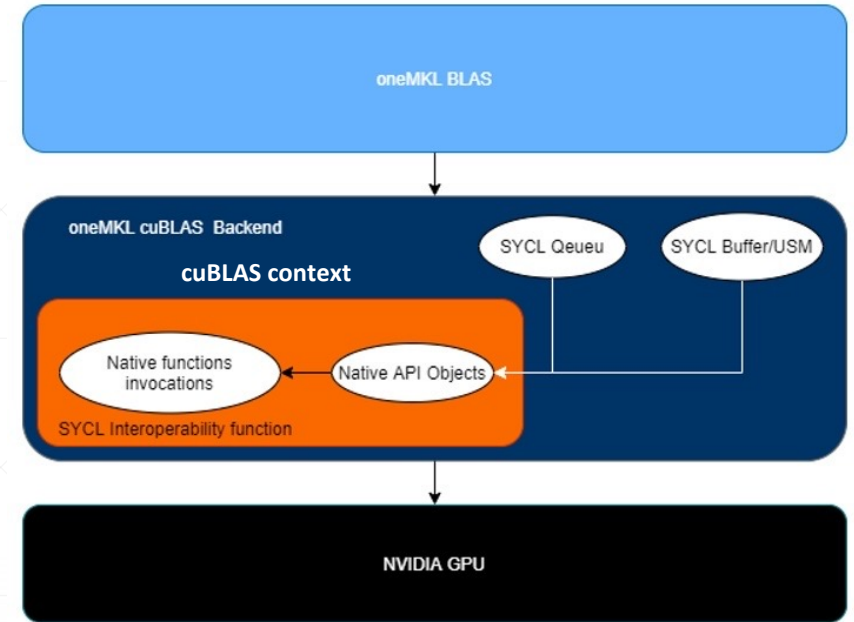 oneMKL BLAS
oneMKL cuBLAS Backend
SYCL Qeueu
SYCL Buffer/USM
cuBLAS context
Native functions
invocations
Native API Objects
SYCL Interoperability function
NVIDIA GPU